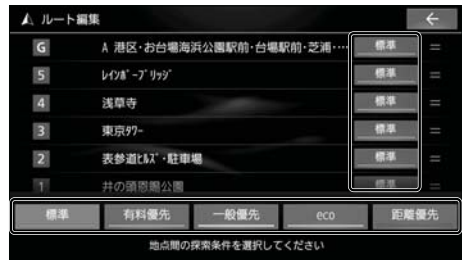 ルート編集
G A 港区・お台場海浜公園駅前・台場駅前・芝浦・… 標準
5 ﾚｲﾝﾎﾞｰﾌﾞﾘｯｼﾞ 標準
4 浅草寺 標準
3 東京ﾀﾜｰ 標準
2 表参道ﾋﾙｽﾞ・駐車場 標準
1 井の頭恩賜公園 標準
標準 有料優先 一般優先 eco 距離優先
地点間の探索条件を選択してください